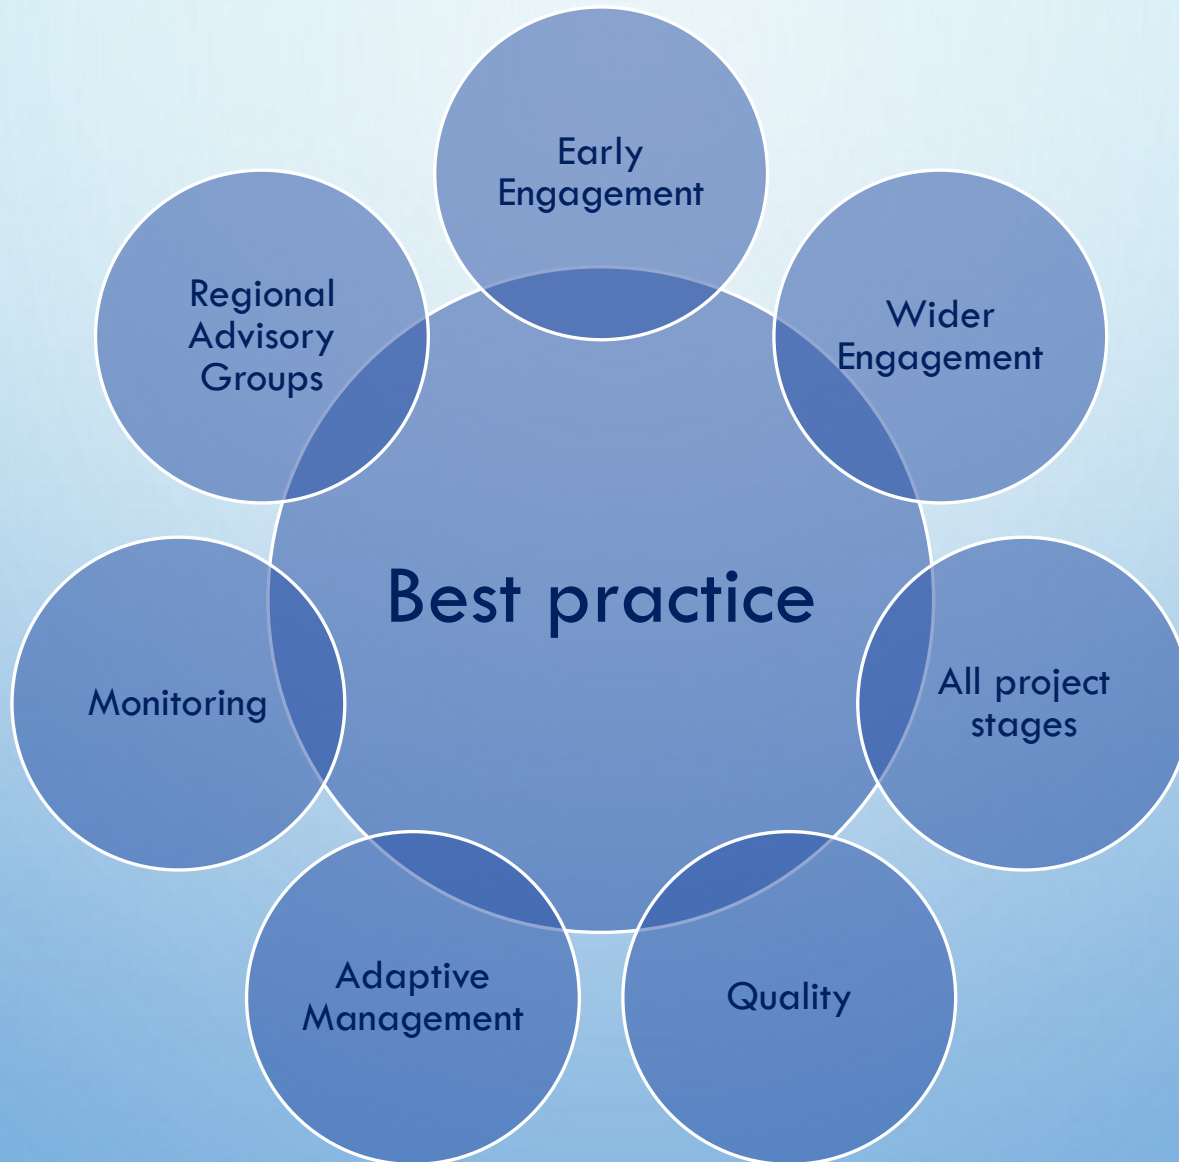 Early
Engagement
Wider
Engagement
All project
stages
Quality
Adaptive
Management
Monitoring
Regional
Advisory
Groups
Best practice